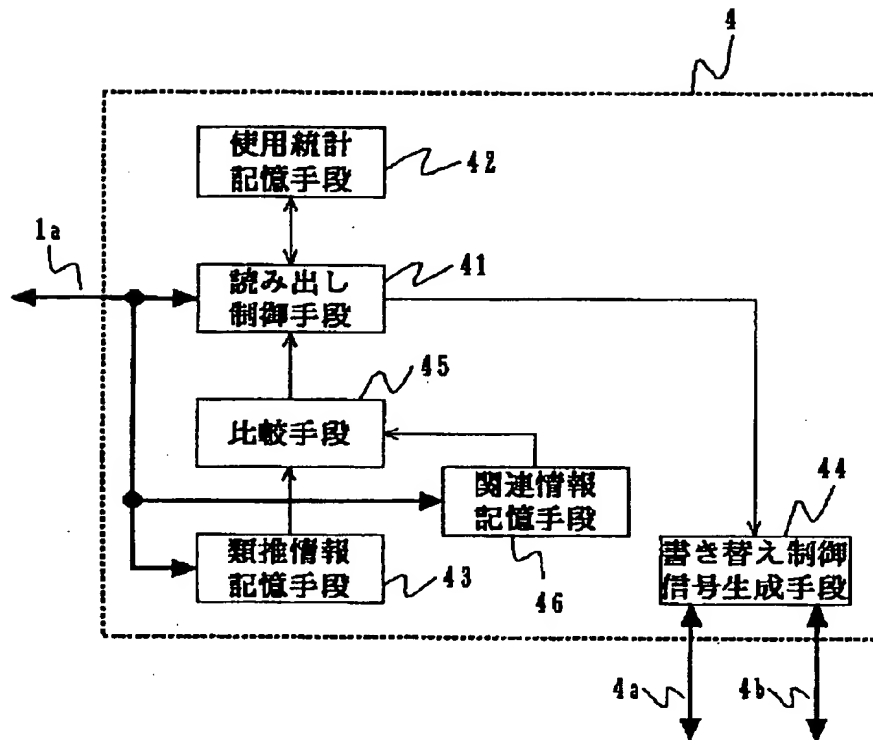 4
使用統計
記憶手段
42
1a
読み出し
制御手段
41
45
比較手段
関連情報
記憶手段
44
類推情報
記憶手段
43
46
書き替え制御
信号生成手段
4a
4b